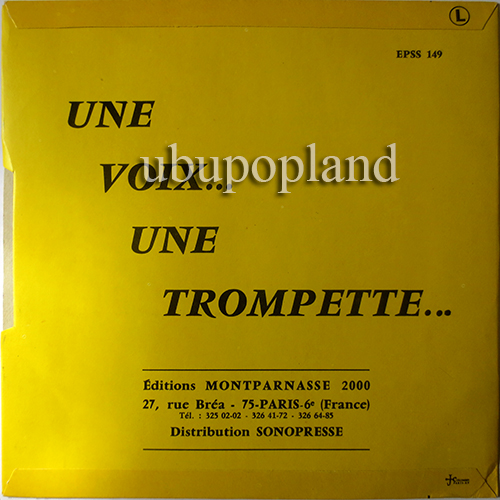 L
EPSS 149
UNE
VOIX...
ubupopland
UNE
TROMPETTE...
Éditions MONTPARNASSE 2000
27, rue Bréa - 75-PARIS-6e (France)
Tél. : 325 02-02 - 326 41-72 - 326 64-85
Distribution SONOPRESSE